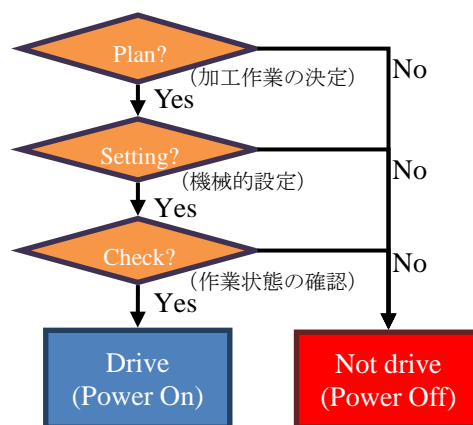 Plan?
(加工作業の決定)
No
Yes
Setting?
(機械的設定)
No
Yes
Check?
(作業状態の確認)
No
Yes
Drive
(Power On)
Not drive
(Power Off)